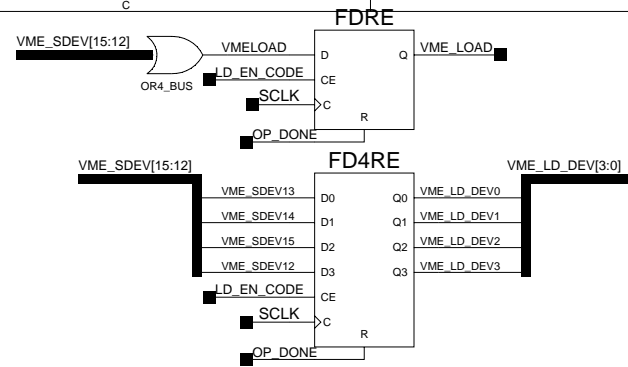 C
FDRE
VME_SDEV[15:12]
VMELOAD
D
Q
VME_LOAD
LD_EN_CODE
CE
OR4_BUS
SCLK
C
R
OP_DONE
FD4RE
VME_SDEV[15:12]
VME_LD_DEV[3:0]
VME_SDEV13
D0
Q0
VME_LD_DEV0
VME_SDEV14
D1
Q1
VME_LD_DEV1
VME_SDEV15
D2
Q2
VME_LD_DEV2
VME_SDEV12
D3
Q3
VME_LD_DEV3
LD_EN_CODE
CE
SCLK
C
R
OP_DONE